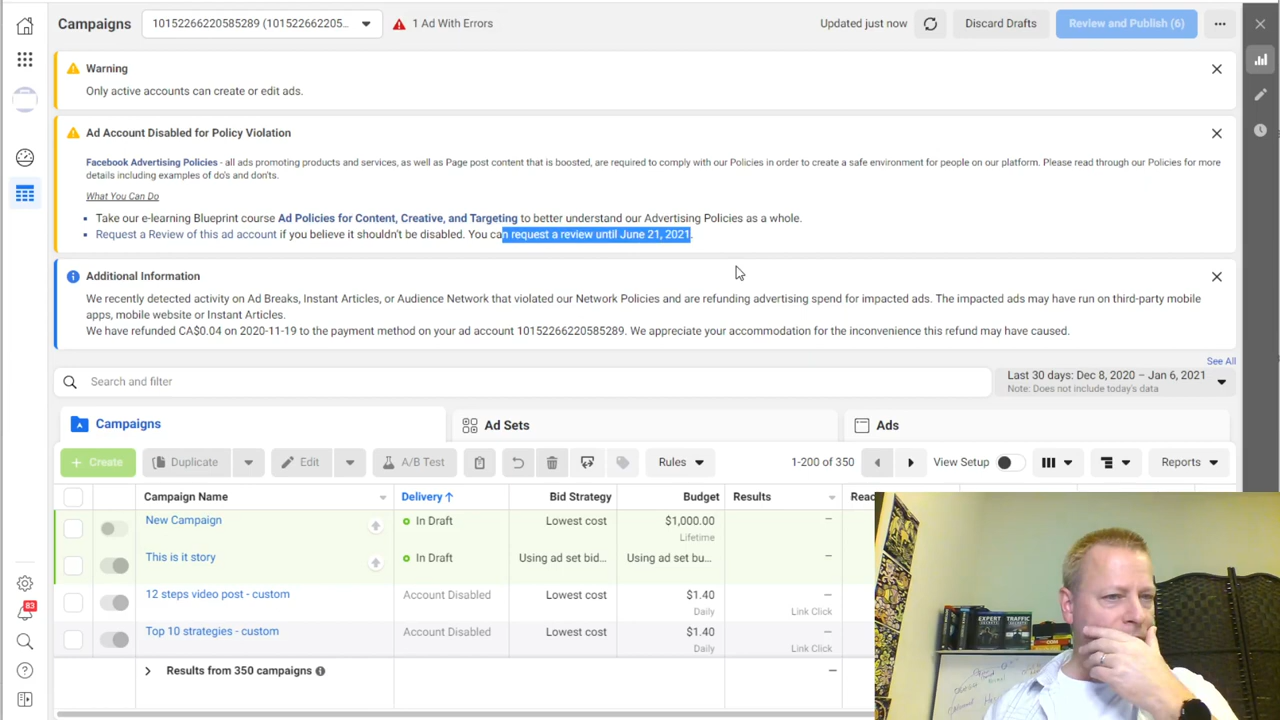 Campaigns
10152266220585289 (101522662205...
1 Ad With Errors
Updated just now
Discard Drafts
Review and Publish (6)
Warning
Only active accounts can create or edit ads.
Ad Account Disabled for Policy Violation
Facebook Advertising Policies - all ads promoting products and services, as well as Page post content that is boosted, are required to comply with our Policies in order to create a safe environment for people on our platform. Please read through our Policies for more
details including examples of do's and don'ts.
What You Can Do
Take our e-learning Blueprint course Ad Policies for Content, Creative, and Targeting to better understand our Advertising Policies as a whole.
Request a Review of this ad account if you believe it shouldn't be disabled. You can request a review until June 21, 2021.
Additional Information
We recently detected activity on Ad Breaks, Instant Articles, or Audience Network that violated our Network Policies and are refunding advertising spend for impacted ads. The impacted ads may have run on third-party mobile
apps, mobile website or Instant Articles.
We have refunded CA$0.04 on 2020-11-19 to the payment method on your ad account 10152266220585289. We appreciate your accommodation for the inconvenience this refund may have caused.
See All
Search and filter
Last 30 days: Dec 8, 2020 – Jan 6, 2021
Note: Does not include today's data
Campaigns
Ad Sets
Ads
+ Create
Duplicate
Edit
A/B Test
Rules
1-200 of 350
View Setup
Reports
Campaign Name
Delivery ↑
Bid Strategy
Budget
Results
Reac
New Campaign
In Draft
Lowest cost
$1,000.00
Lifetime
–
This is it story
In Draft
Using ad set bid...
Using ad set bu...
–
12 steps video post - custom
Account Disabled
Lowest cost
$1.40
Daily
–
Link Click
Top 10 strategies - custom
Account Disabled
Lowest cost
$1.40
Daily
–
Link Click
Results from 350 campaigns
–
83
EXPERT
SECRETS
TRAFFIC
SECRETS